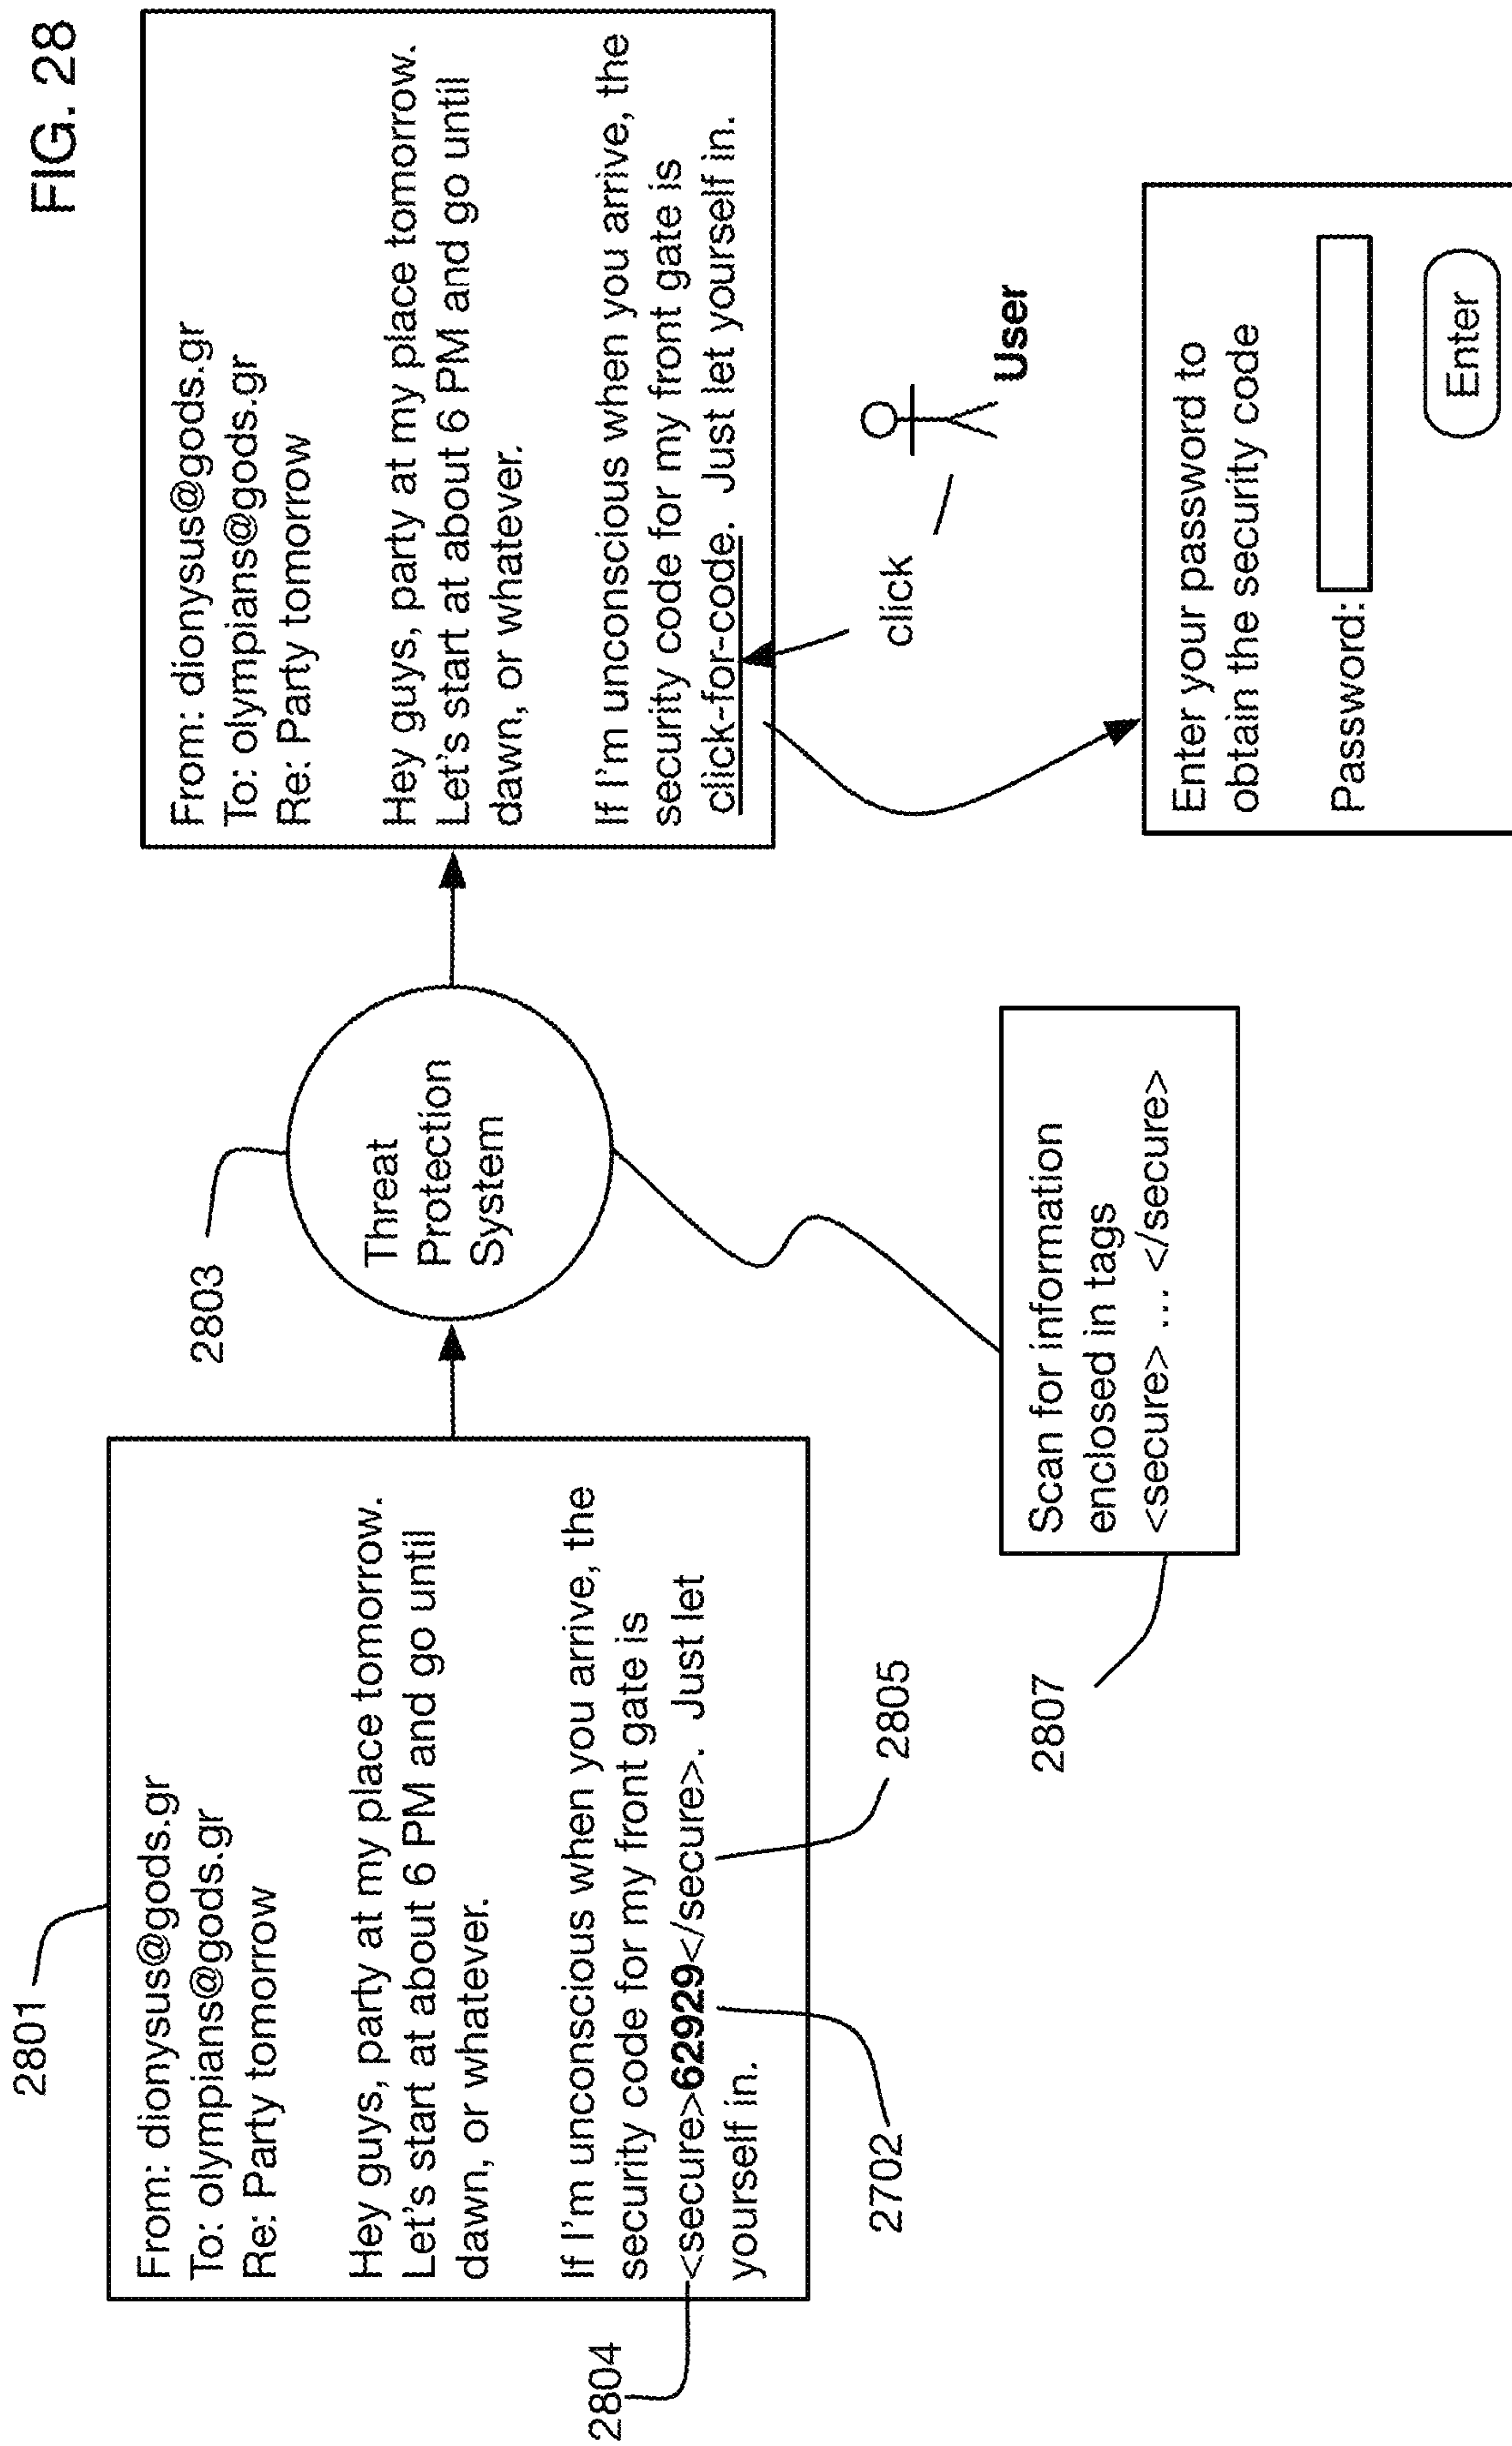 FIG. 28
2801
From: dionysus@gods.gr
To: olympians@gods.gr
Re: Party tomorrow
Hey guys, party at my place tomorrow.
Let's start at about 6 PM and go until
dawn, or whatever.
If I'm unconscious when you arrive, the
security code for my front gate is
<secure>62929</secure>. Just let
yourself in.
2804
2702
2805
2803
Threat
Protection
System
2807
Scan for information
enclosed in tags
<secure> ... </secure>
From: dionysus@gods.gr
To: olympians@gods.gr
Re: Party tomorrow
Hey guys, party at my place tomorrow.
Let's start at about 6 PM and go until
dawn, or whatever.
If I'm unconscious when you arrive, the
security code for my front gate is
click-for-code. Just let yourself in.
click
User
Enter your password to
obtain the security code
Password:
Enter